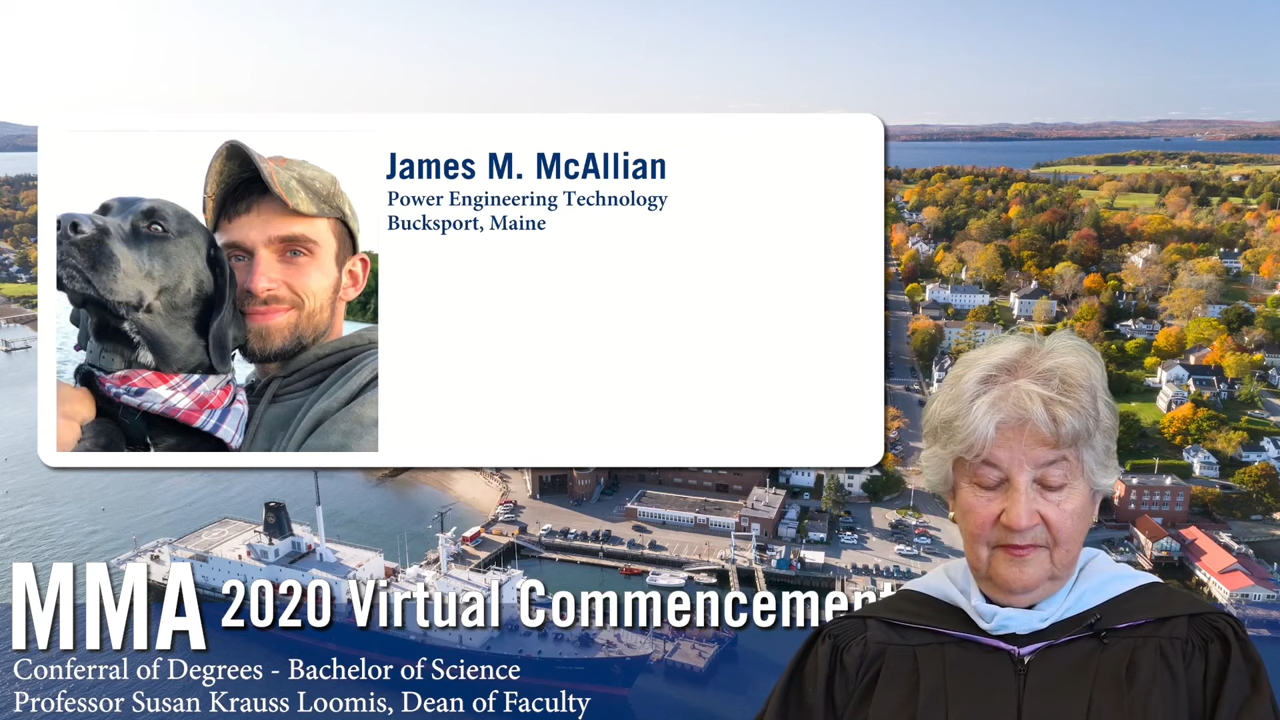 James M. McAllian
Power Engineering Technology
Bucksport, Maine
MMA 2020 Virtual Commencement
Conferral of Degrees - Bachelor of Science
Professor Susan Krauss Loomis, Dean of Faculty